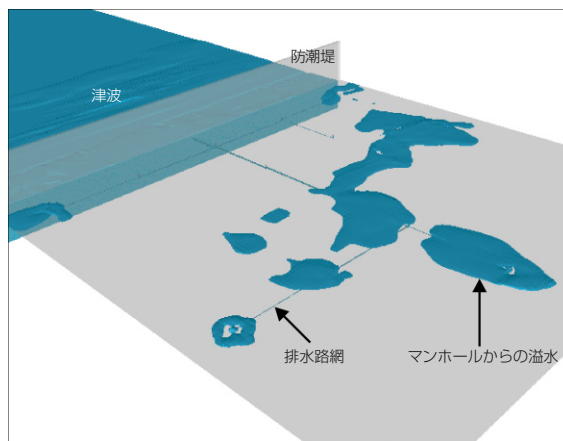 防潮堤
津波
排水路網
マンホールからの溢水